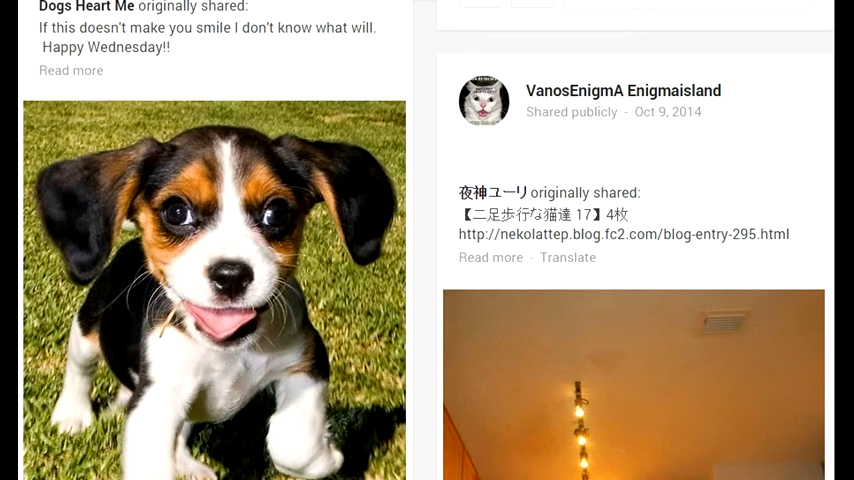 Dogs Heart Me originally shared:
If this doesn't make you smile I don't know what will.
Happy Wednesday!!
Read more
VanosEnigmA Enigmaisland
Shared publicly - Oct 9, 2014
夜神ユーリ originally shared:
【二足歩行な猫達 17】4枚
http://nekolattep.blog.fc2.com/blog-entry-295.html
Read more · Translate